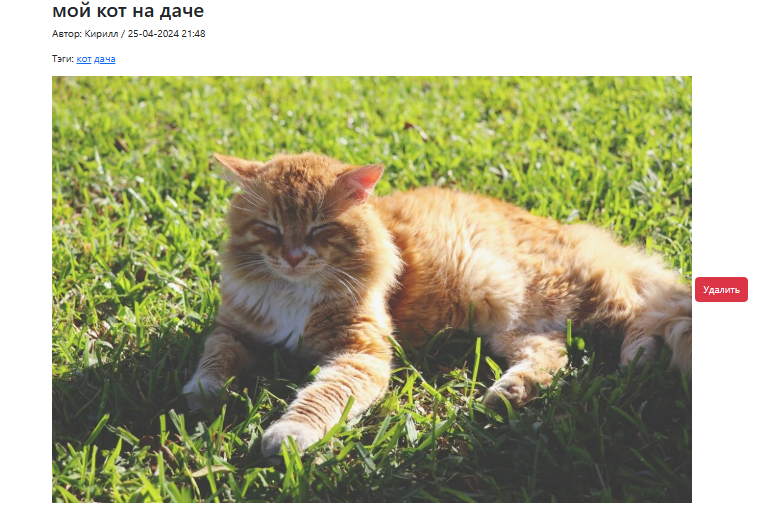 мой кот на даче
Автор: Кирилл / 25-04-2024 21:48
Тэги: кот дача
Удалить